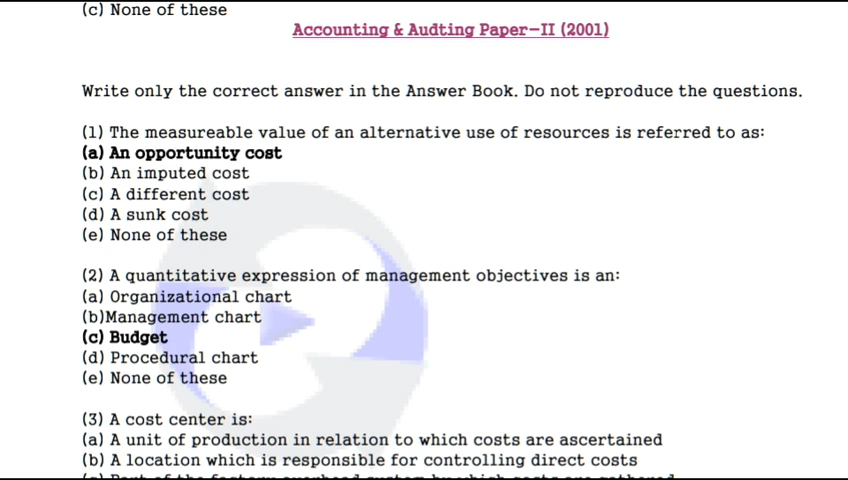 (c) None of these
Accounting & Audting Paper-II (2001)
Write only the correct answer in the Answer Book. Do not reproduce the questions.
(1) The measureable value of an alternative use of resources is referred to as:
(a) An opportunity cost
(b) An imputed cost
(c) A different cost
(d) A sunk cost
(e) None of these
(2) A quantitative expression of management objectives is an:
(a) Organizational chart
(b)Management chart
(c) Budget
(d) Procedural chart
(e) None of these
(3) A cost center is:
(a) A unit of production in relation to which costs are ascertained
(b) A location which is responsible for controlling direct costs